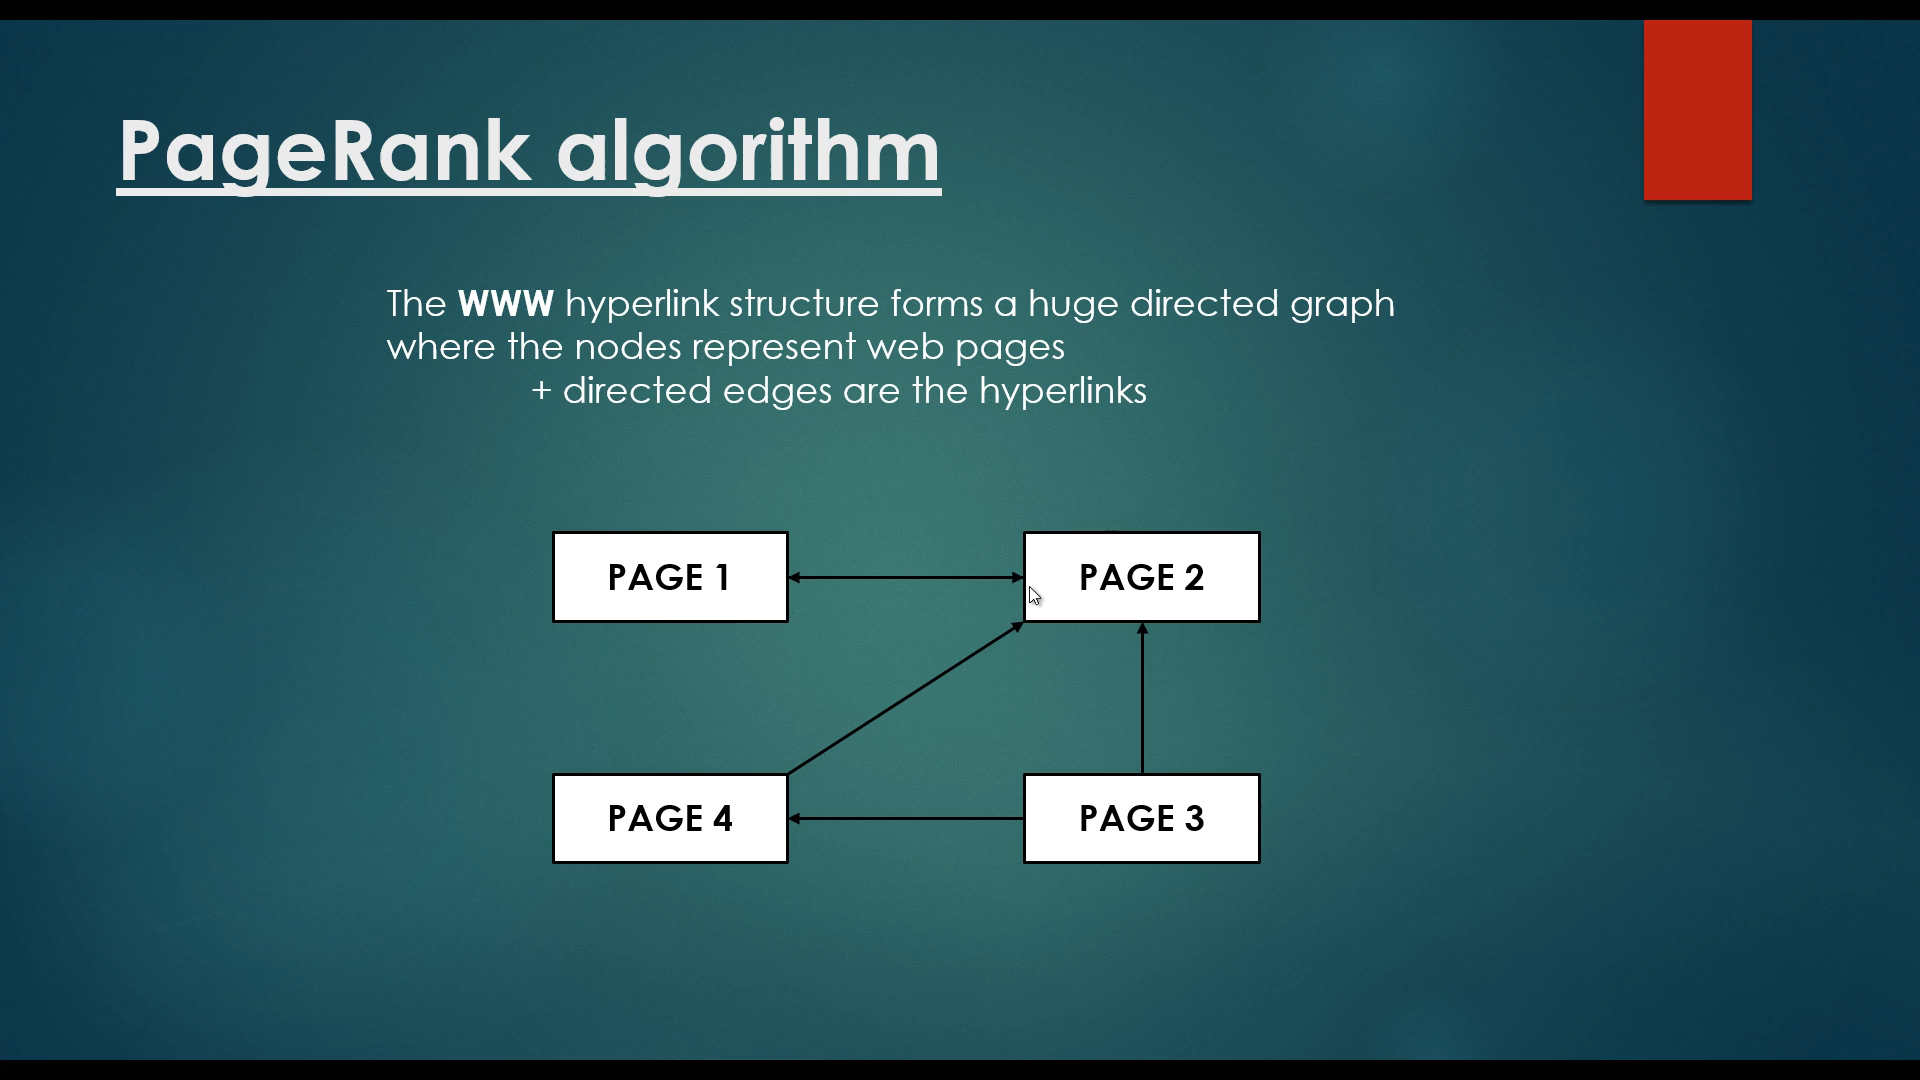 PageRank algorithm
The WWW hyperlink structure forms a huge directed graph
where the nodes represent web pages
+ directed edges are the hyperlinks
PAGE 1
PAGE 2
PAGE 4
PAGE 3